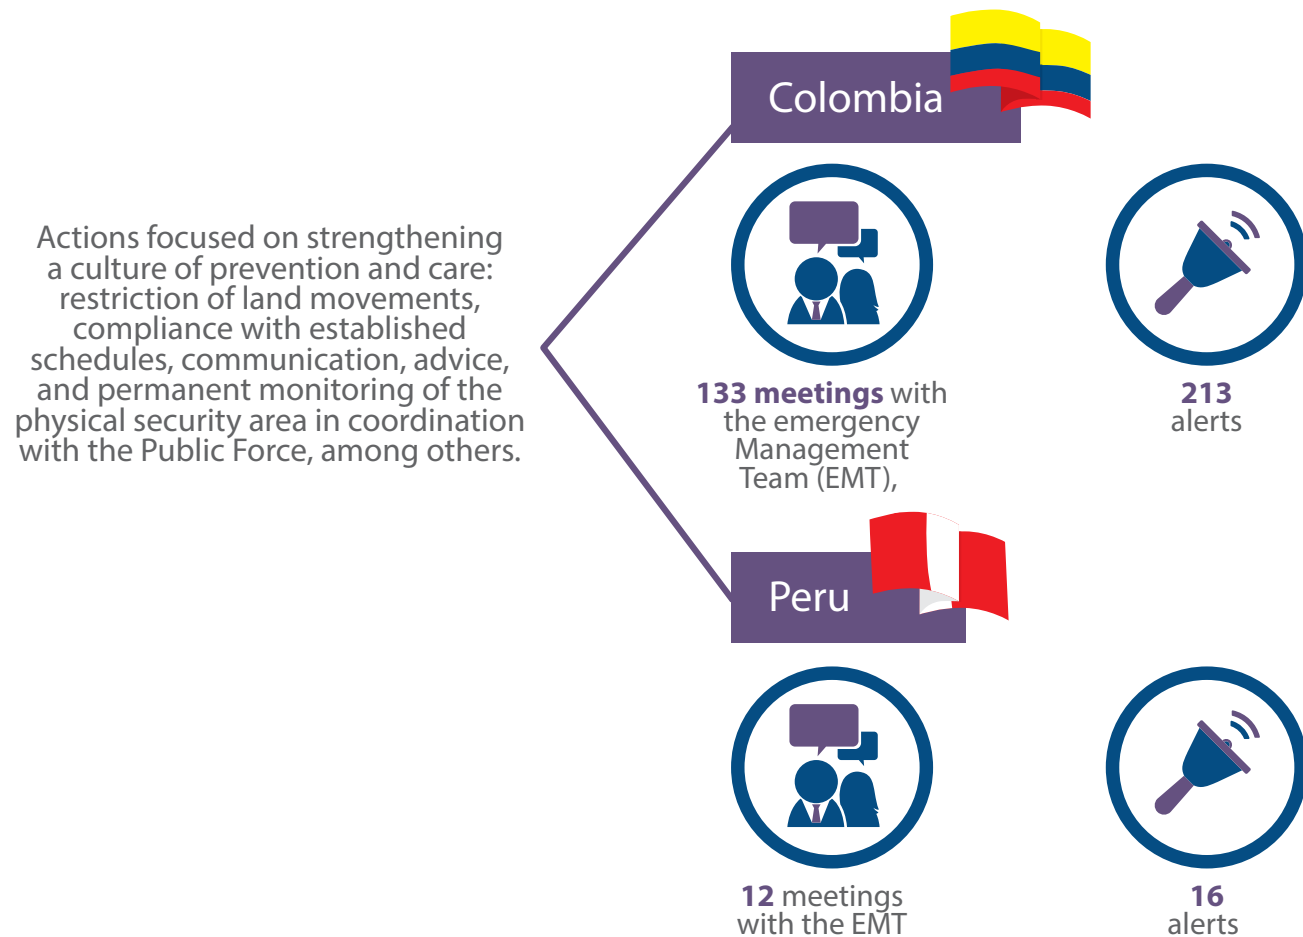 Actions focused on strengthening
a culture of prevention and care:
restriction of land movements,
compliance with established
schedules, communication, advice,
and permanent monitoring of the
physical security area in coordination
with the Public Force, among others.
Colombia
133 meetings with
the emergency
Management
Team (EMT),
213
alerts
Peru
12 meetings
with the EMT
16
alerts